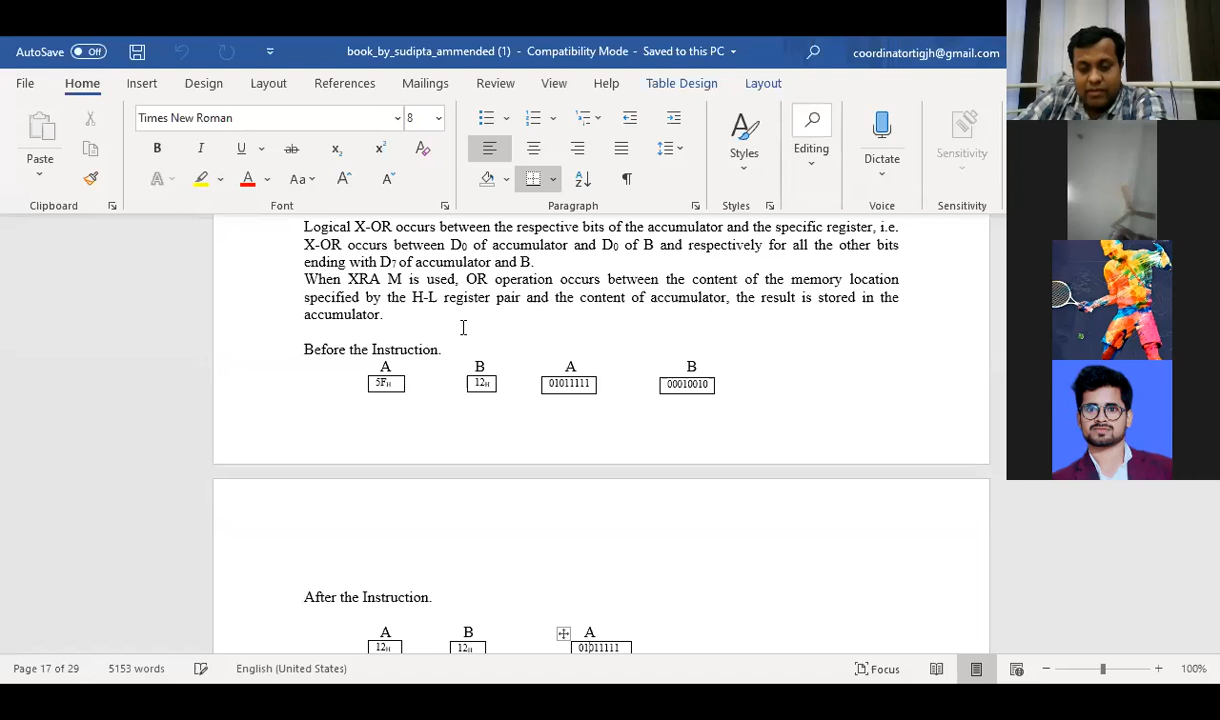 AutoSave Off book_by_sudipta_ammended (1) - Compatibility Mode - Saved to this PC coordinatortigjh@gmail.com
File Home Insert Design Layout References Mailings Review View Help Table Design Layout
Times New Roman 8
Paste Styles Editing Dictate Sensitivity
Clipboard Font Paragraph Styles Voice Sensitivity
Logical X-OR occurs between the respective bits of the accumulator and the specific register, i.e.
X-OR occurs between D0 of accumulator and D0 of B and respectively for all the other bits
ending with D7 of accumulator and B.
When XRA M is used, OR operation occurs between the content of the memory location
specified by the H-L register pair and the content of accumulator, the result is stored in the
accumulator.
Before the Instruction.
A B A B
5FH 12H 01011111 00010010
After the Instruction.
A B A
12H 12H 01011111
Page 17 of 29 5153 words English (United States) Focus 100%